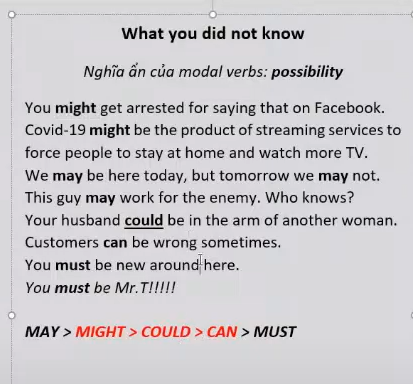 What you did not know
Nghĩa ẩn của modal verbs: possibility
You might get arrested for saying that on Facebook.
Covid-19 might be the product of streaming services to
force people to stay at home and watch more TV.
We may be here today, but tomorrow we may not.
This guy may work for the enemy. Who knows?
Your husband could be in the arm of another woman.
Customers can be wrong sometimes.
You must be new around here.
You must be Mr.T!!!!!
MAY > MIGHT > COULD > CAN > MUST